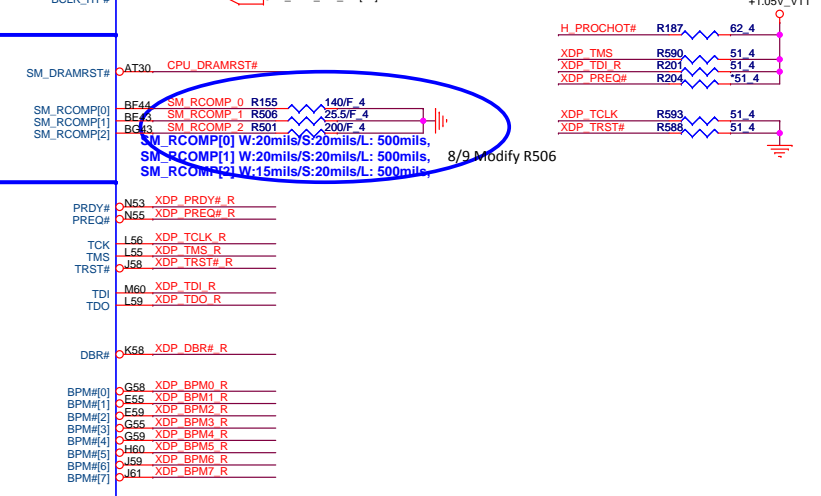 +1.05V_VTT
H_PROCHOT# R187 62_4
XDP_TMS R590 51_4
XDP_TDI_R R201 51_4
XDP_PREQ# R204 *51_4
XDP_TCLK R593 51_4
XDP_TRST# R588 51_4
SM_DRAMRST# AT30 CPU_DRAMRST#
SM_RCOMP[0] BF44 SM_RCOMP_0 R155 140/F_4
SM_RCOMP[1] BE43 SM_RCOMP_1 R506 25.5/F_4
SM_RCOMP[2] BG43 SM_RCOMP_2 R501 200/F_4
SM_RCOMP[0] W:20mils/S:20mils/L: 500mils,
SM_RCOMP[1] W:20mils/S:20mils/L: 500mils,
8/9 Modify R506
SM_RCOMP[2] W:15mils/S:20mils/L: 500mils,
PRDY# N53 XDP_PRDY#_R
PREQ# N55 XDP_PREQ#_R
TCK L56 XDP_TCLK_R
TMS L55 XDP_TMS_R
TRST# J58 XDP_TRST#_R
TDI M60 XDP_TDI_R
TDO L59 XDP_TDO_R
DBR# K58 XDP_DBR#_R
BPM#[0] G58 XDP_BPM0_R
BPM#[1] E55 XDP_BPM1_R
BPM#[2] E59 XDP_BPM2_R
BPM#[3] G55 XDP_BPM3_R
BPM#[4] G59 XDP_BPM4_R
BPM#[5] H60 XDP_BPM5_R
BPM#[6] J59 XDP_BPM6_R
BPM#[7] J61 XDP_BPM7_R